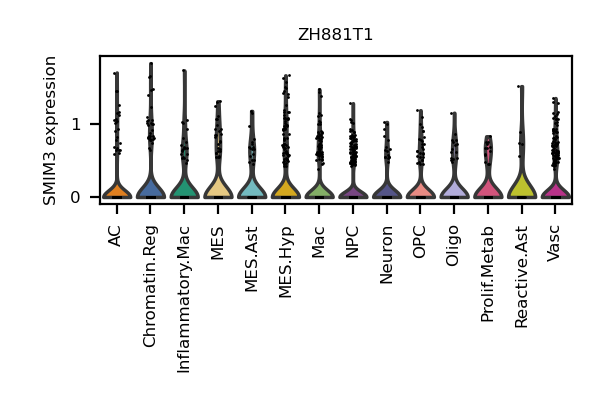 ZH881T1
SMIM3 expression
1
0
AC
Chromatin.Reg
Inflammatory.Mac
MES
MES.Ast
MES.Hyp
Mac
NPC
Neuron
OPC
Oligo
Prolif.Metab
Reactive.Ast
Vasc